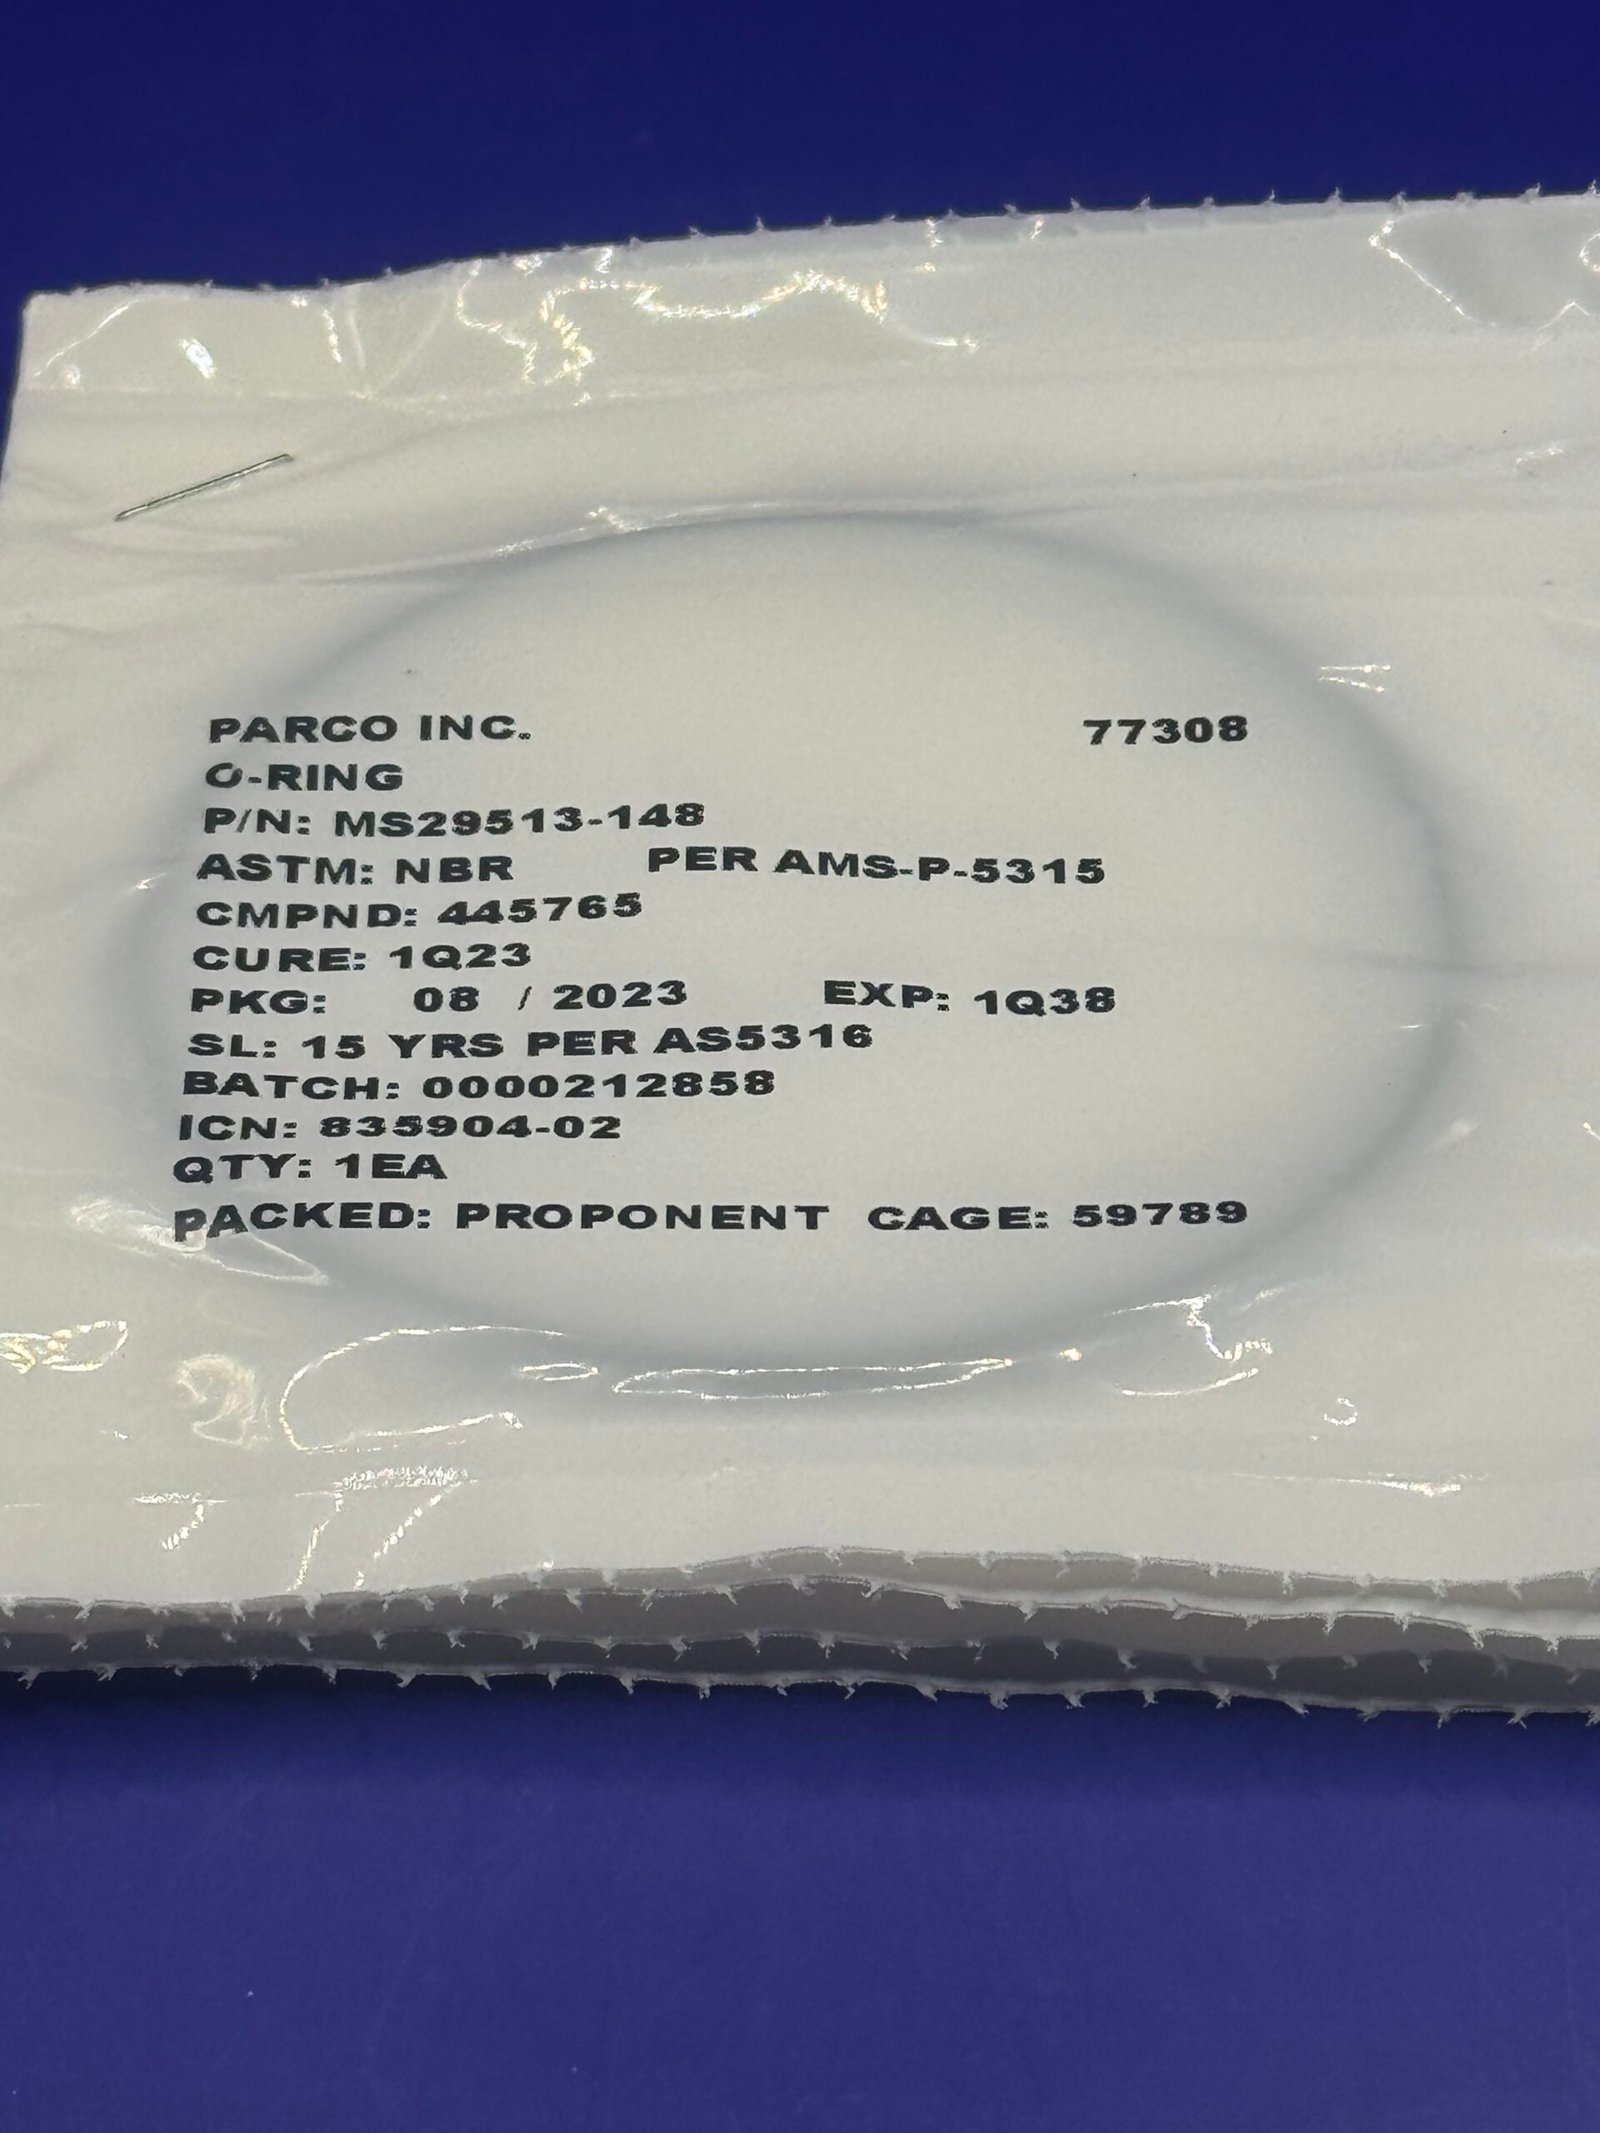 PARCO INC. 77308
O-RING
P/N: MS29513-148
ASTM: NBR PER AMS-P-5315
CMPND: 445765
CURE: 1Q23
PKG: 08 / 2023 EXP: 1Q38
SL: 15 YRS PER AS5316
BATCH: 0000212858
ICN: 835904-02
QTY: 1EA
PACKED: PROPONENT CAGE: 59789